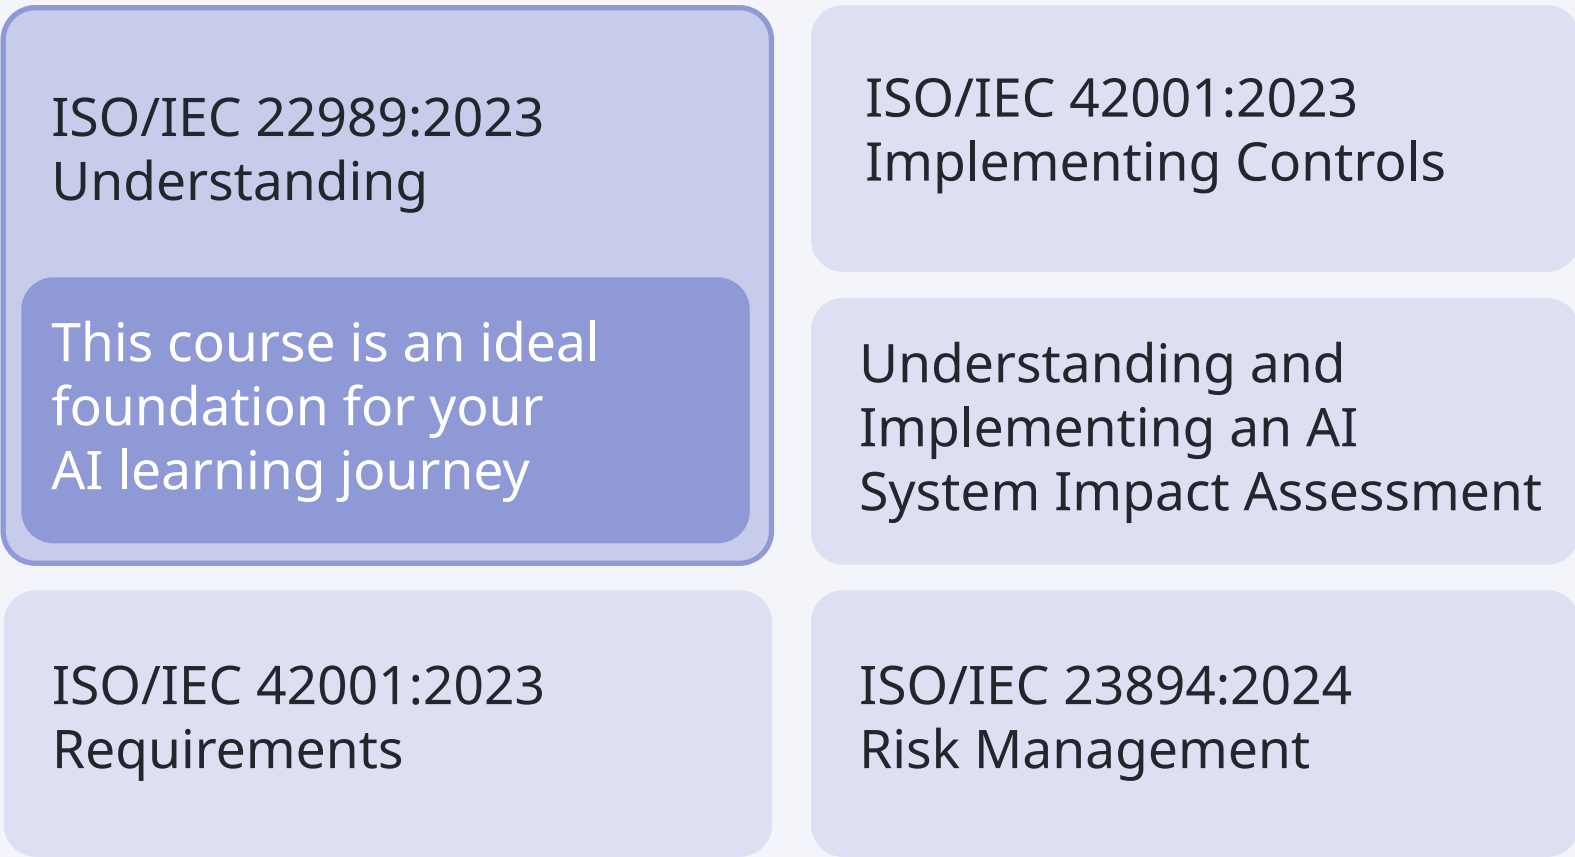 ISO/IEC 22989:2023
Understanding
This course is an ideal
foundation for your
AI learning journey
ISO/IEC 42001:2023
Requirements
ISO/IEC 42001:2023
Implementing Controls
Understanding and
Implementing an AI
System Impact Assessment
ISO/IEC 23894:2024
Risk Management